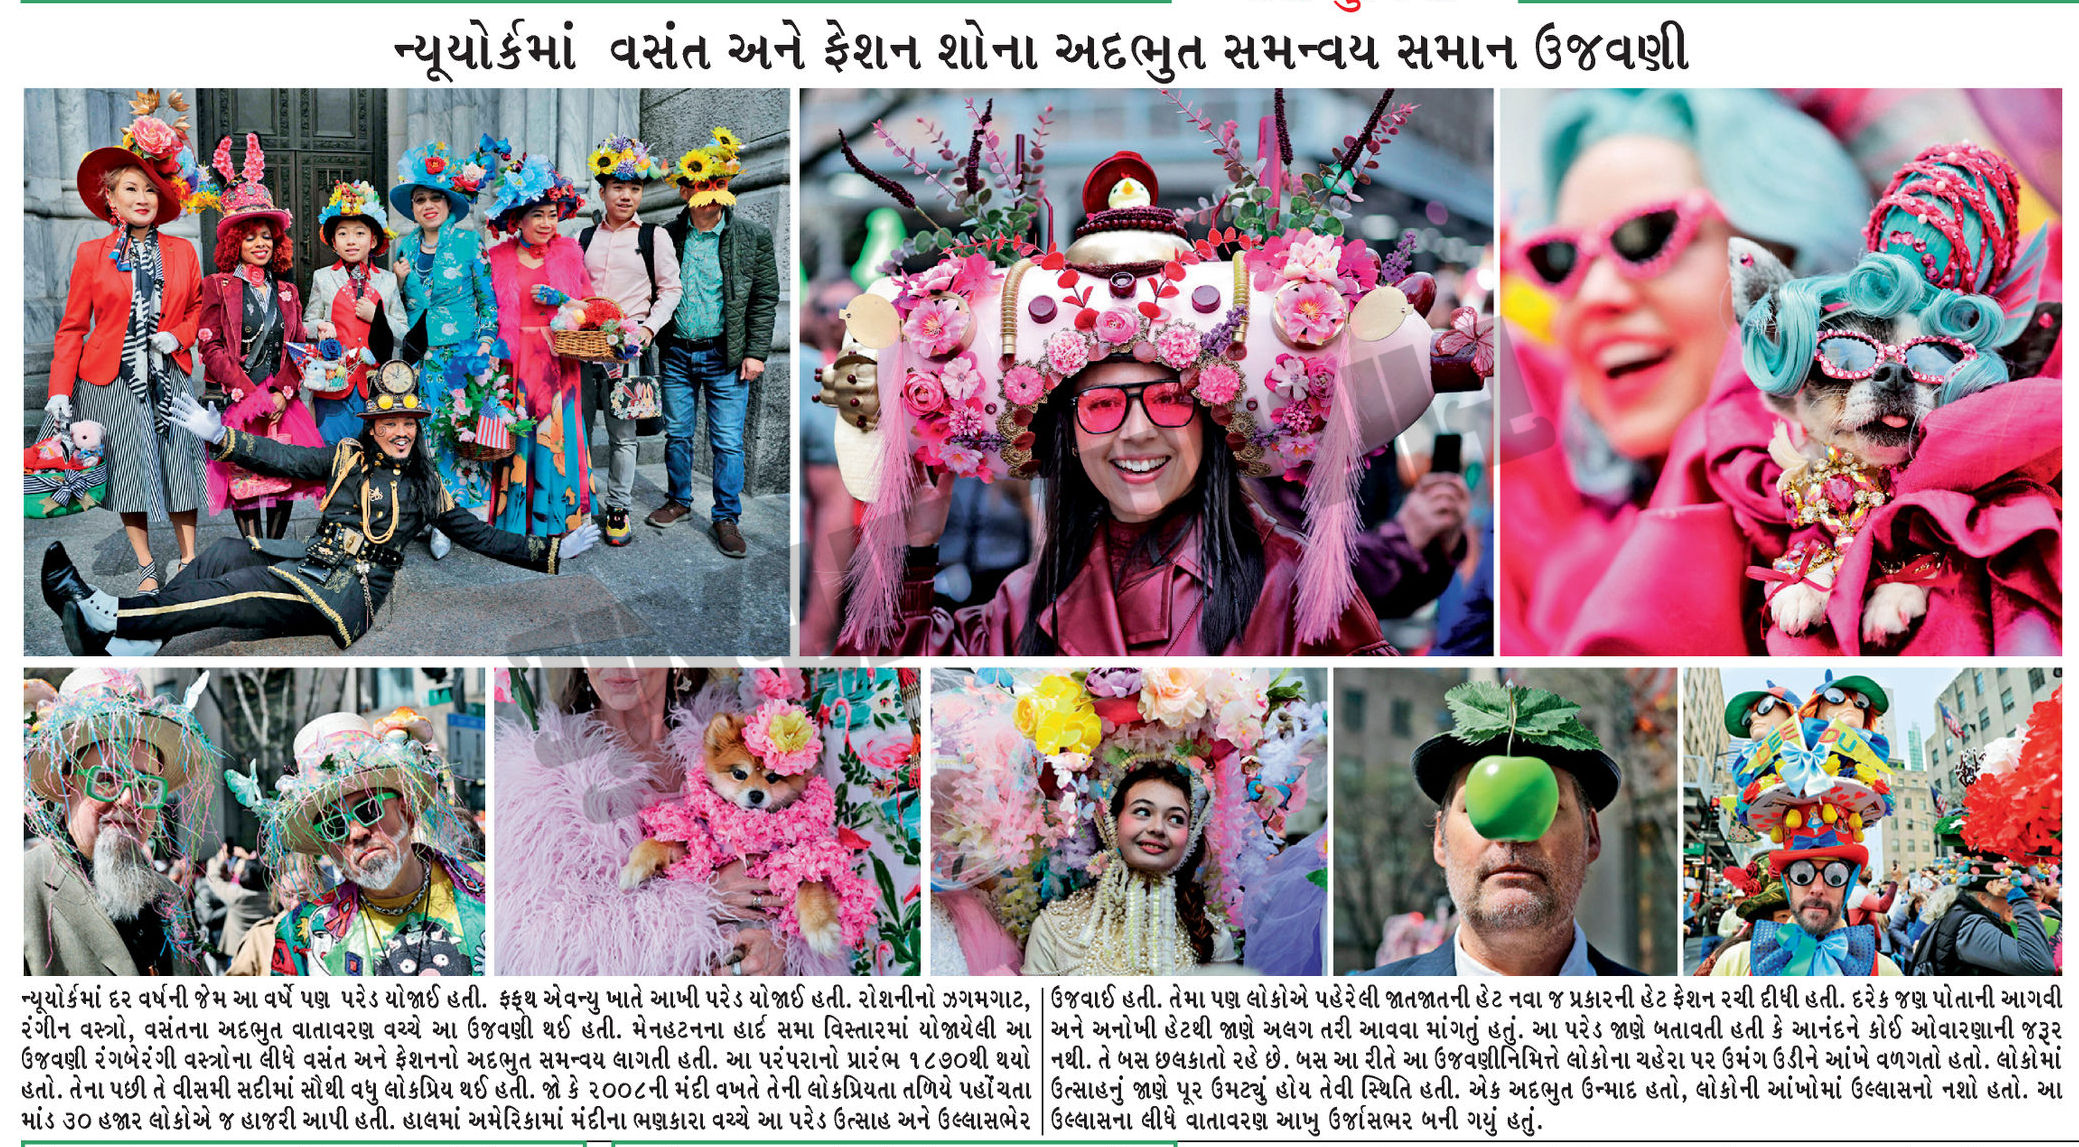 ન્યૂયોર્કમાં વસંત અને ફેશન શોના અદભુત સમન્વય સમાન ઉજવણી
ન્યૂયોર્કમાં દર વર્ષની જેમ આ વર્ષે પણ પરેડ યોજાઈ હતી. ફફ્થ એવન્યુ ખાતે આખી પરેડ યોજાઈ હતી. રોશનીનો ઝગમગાટ,
રંગીન વસ્ત્રો, વસંતના અદભુત વાતાવરણ વચ્ચે આ ઉજવણી થઈ હતી. મેનહટનના હાર્દ સમા વિસ્તારમાં યોજાયેલી આ
ઉજવણી રંગબેરંગી વસ્ત્રોના લીધે વસંત અને ફેશનનો અદભુત સમન્વય લાગતી હતી. આ પરંપરાનો પ્રારંભ ૧૮૭૦થી થયો
હતો. તેના પછી તે વીસમી સદીમાં સૌથી વધુ લોકપ્રિય થઈ હતી. જો કે ૨૦૦૮ની મંદી વખતે તેની લોકપ્રિયતા તળિયે પહોંચતા
માંડ ૩૦ હજાર લોકોએ જ હાજરી આપી હતી. હાલમાં અમેરિકામાં મંદીના ભણકારા વચ્ચે આ પરેડ ઉત્સાહ અને ઉલ્લાસભેર
ઉજવાઈ હતી. તેમા પણ લોકોએ પહેરેલી જાતજાતની હેટ નવા જ પ્રકારની હેટ ફેશન રચી દીધી હતી. દરેક જણ પોતાની આગવી
અને અનોખી હેટથી જાણે અલગ તરી આવવા માંગતું હતું. આ પરેડ જાણે બતાવતી હતી કે આનંદને કોઈ ઓવારણાની જરૂર
નથી. તે બસ છલકાતો રહે છે. બસ આ રીતે આ ઉજવણીનિમિત્તે લોકોના ચહેરા પર ઉમંગ ઉડીને આંખે વળગતો હતો. લોકોમાં
ઉત્સાહનું જાણે પૂર ઉમટ્યું હોય તેવી સ્થિતિ હતી. એક અદભુત ઉન્માદ હતો, લોકોની આંખોમાં ઉલ્લાસનો નશો હતો. આ
ઉલ્લાસના લીધે વાતાવરણ આખુ ઉર્જાસભર બની ગયું હતું.